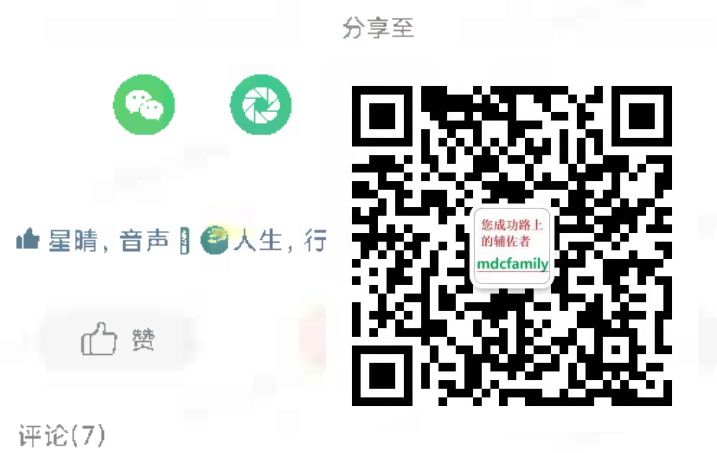 分享至
您成功路上
的辅佐者
mdcfamily
星晴, 音声 人生, 行
赞
评论(7)